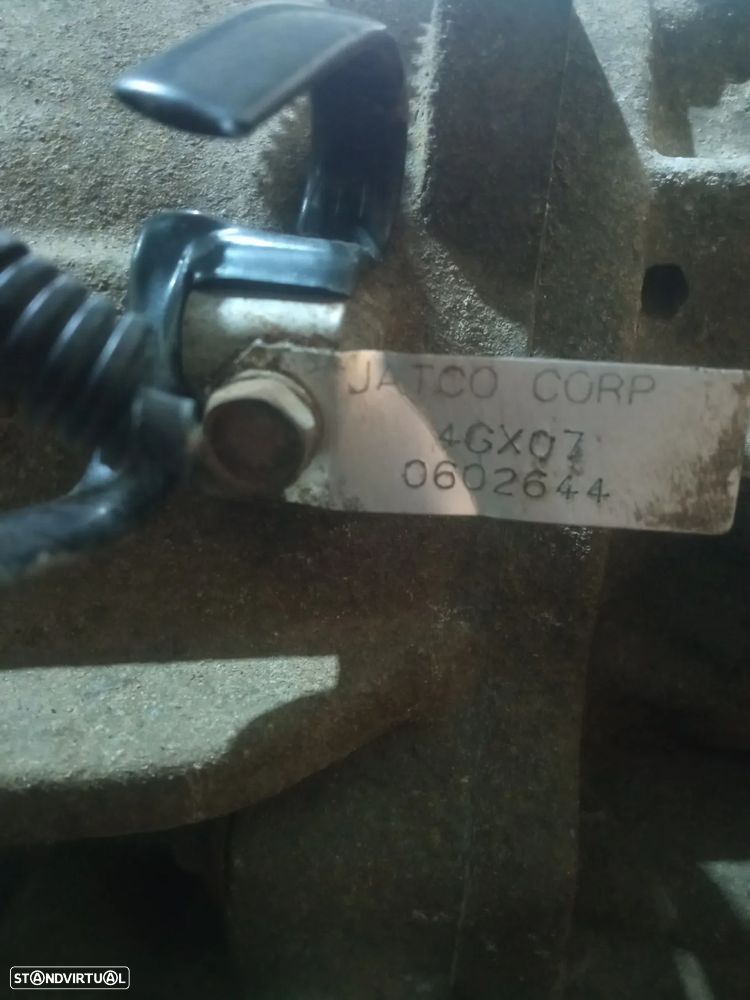 JATCO CORP
4GX07
0602644
STANDVIRTUAL